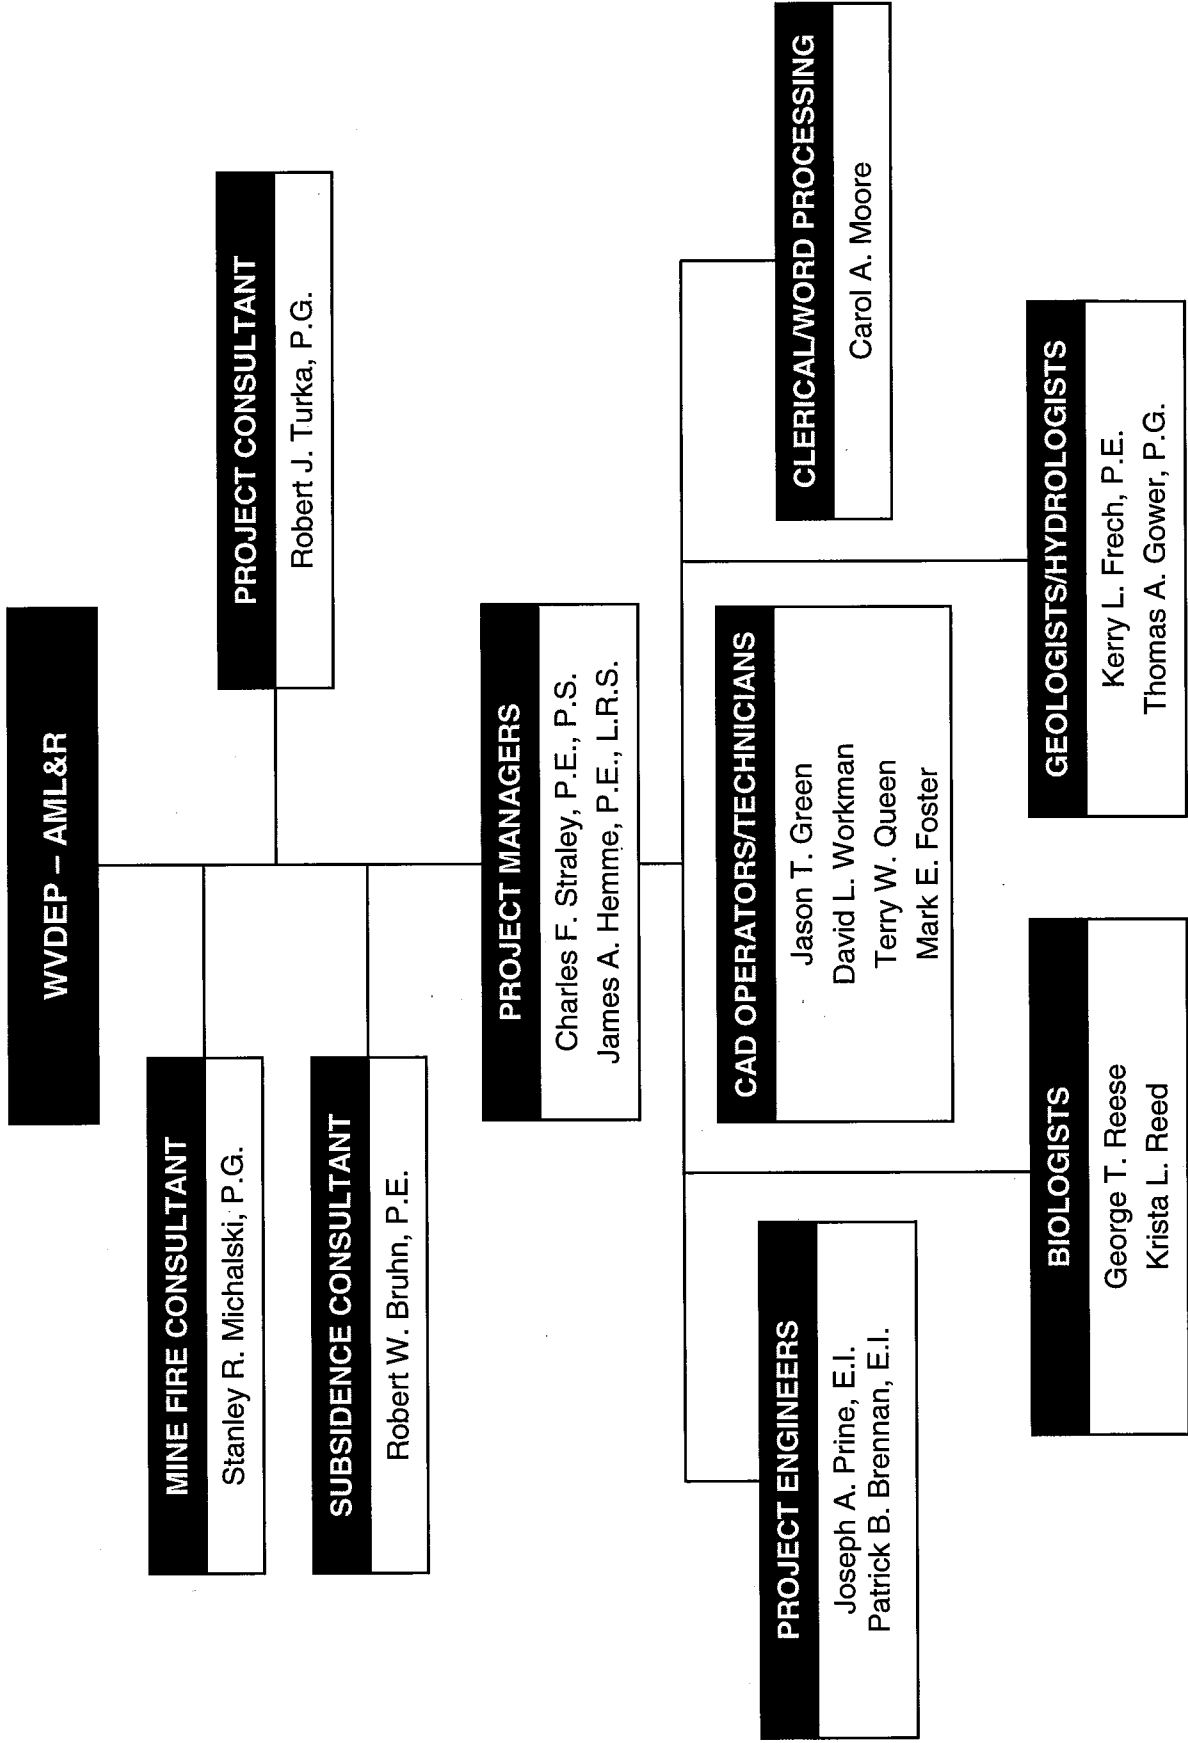 WVDEP – AML&R
MINE FIRE CONSULTANT
Stanley R. Michalski, P.G.
PROJECT CONSULTANT
Robert J. Turka, P.G.
SUBSIDENCE CONSULTANT
Robert W. Bruhn, P.E.
PROJECT MANAGERS
Charles F. Straley, P.E., P.S.
James A. Hemme, P.E., L.R.S.
PROJECT ENGINEERS
Joseph A. Prine, E.I.
Patrick B. Brennan, E.I.
CAD OPERATORS/TECHNICIANS
Jason T. Green
David L. Workman
Terry W. Queen
Mark E. Foster
CLERICAL/WORD PROCESSING
Carol A. Moore
BIOLOGISTS
George T. Reese
Krista L. Reed
GEOLOGISTS/HYDROLOGISTS
Kerry L. Frech, P.E.
Thomas A. Gower, P.G.